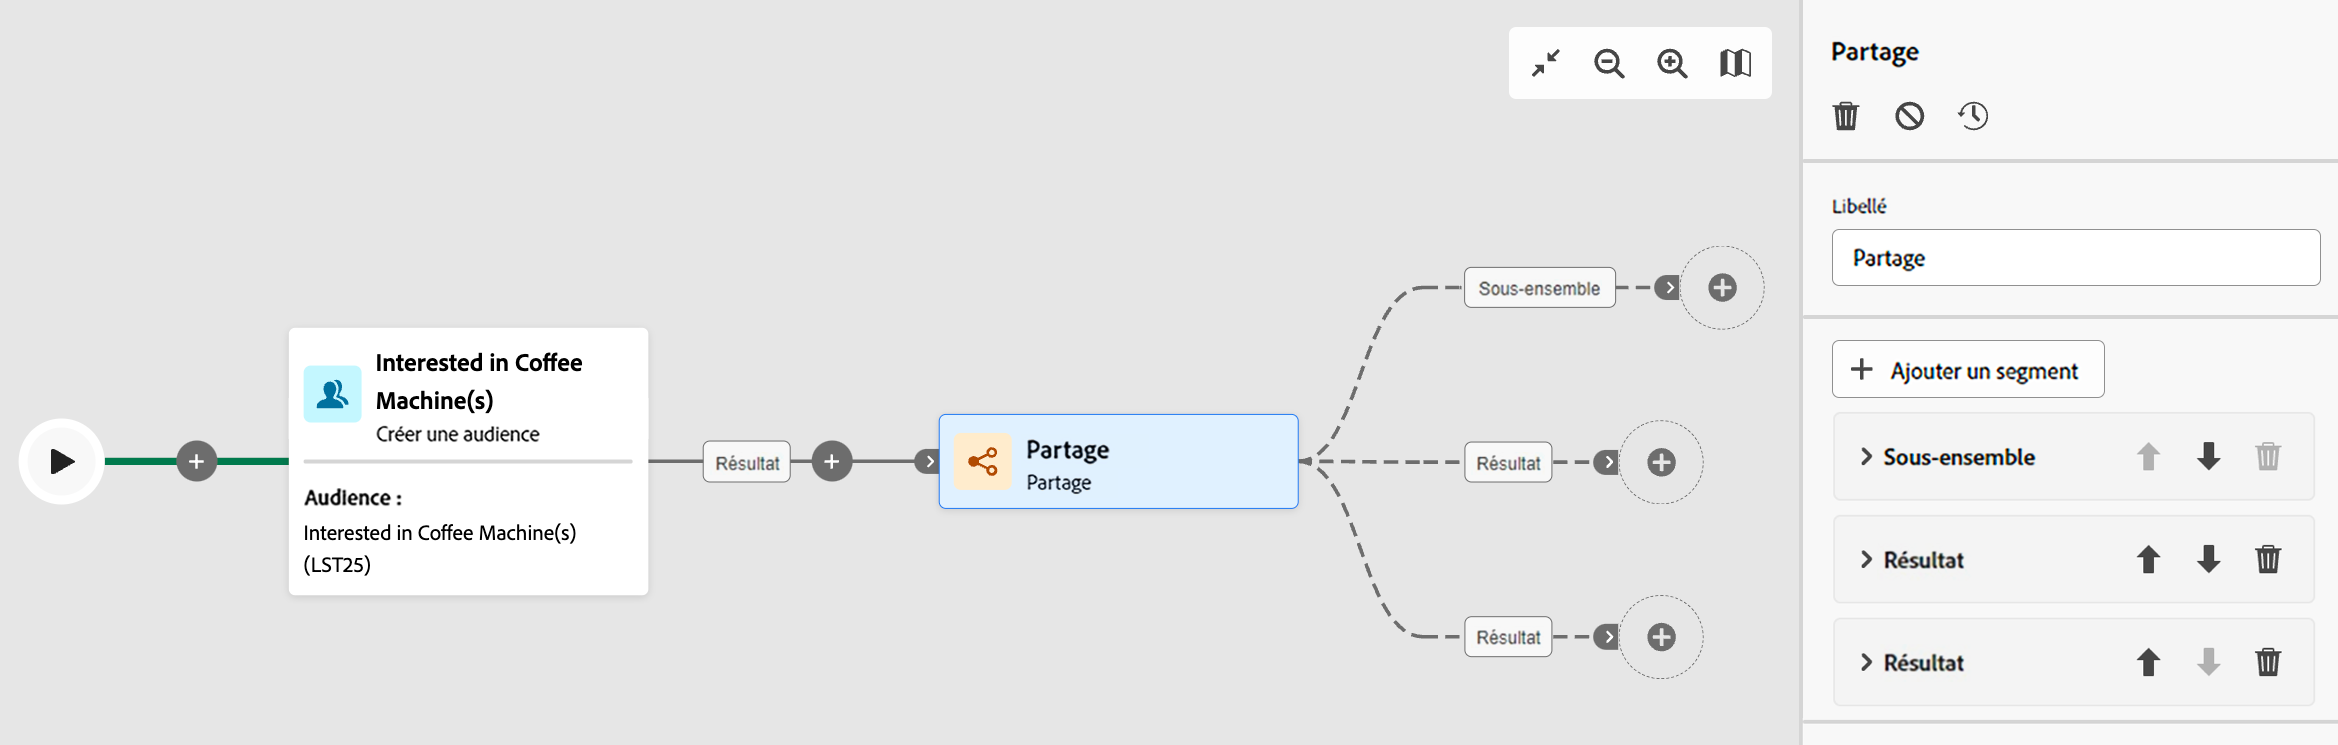 Interested in Coffee
Machine(s)
Créer une audience
Audience :
Interested in Coffee Machine(s)
(LST25)
Résultat
Partage
Partage
Sous-ensemble
Résultat
Résultat
Partage
Libellé
Partage
Ajouter un segment
Sous-ensemble
Résultat
Résultat